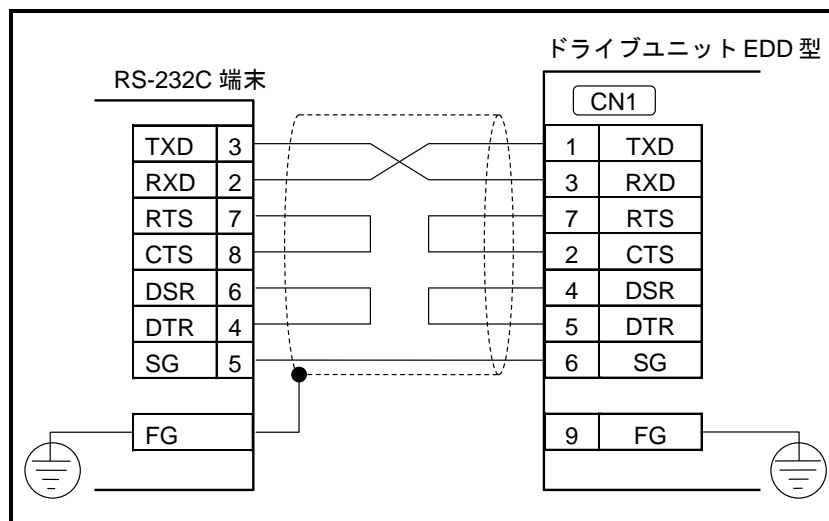 ドライブユニット EDD 型
RS-232C 端末
CN1
TXD 3 1 TXD
RXD 2 3 RXD
RTS 7 7 RTS
CTS 8 2 CTS
DSR 6 4 DSR
DTR 4 5 DTR
SG 5 6 SG
FG 9 FG